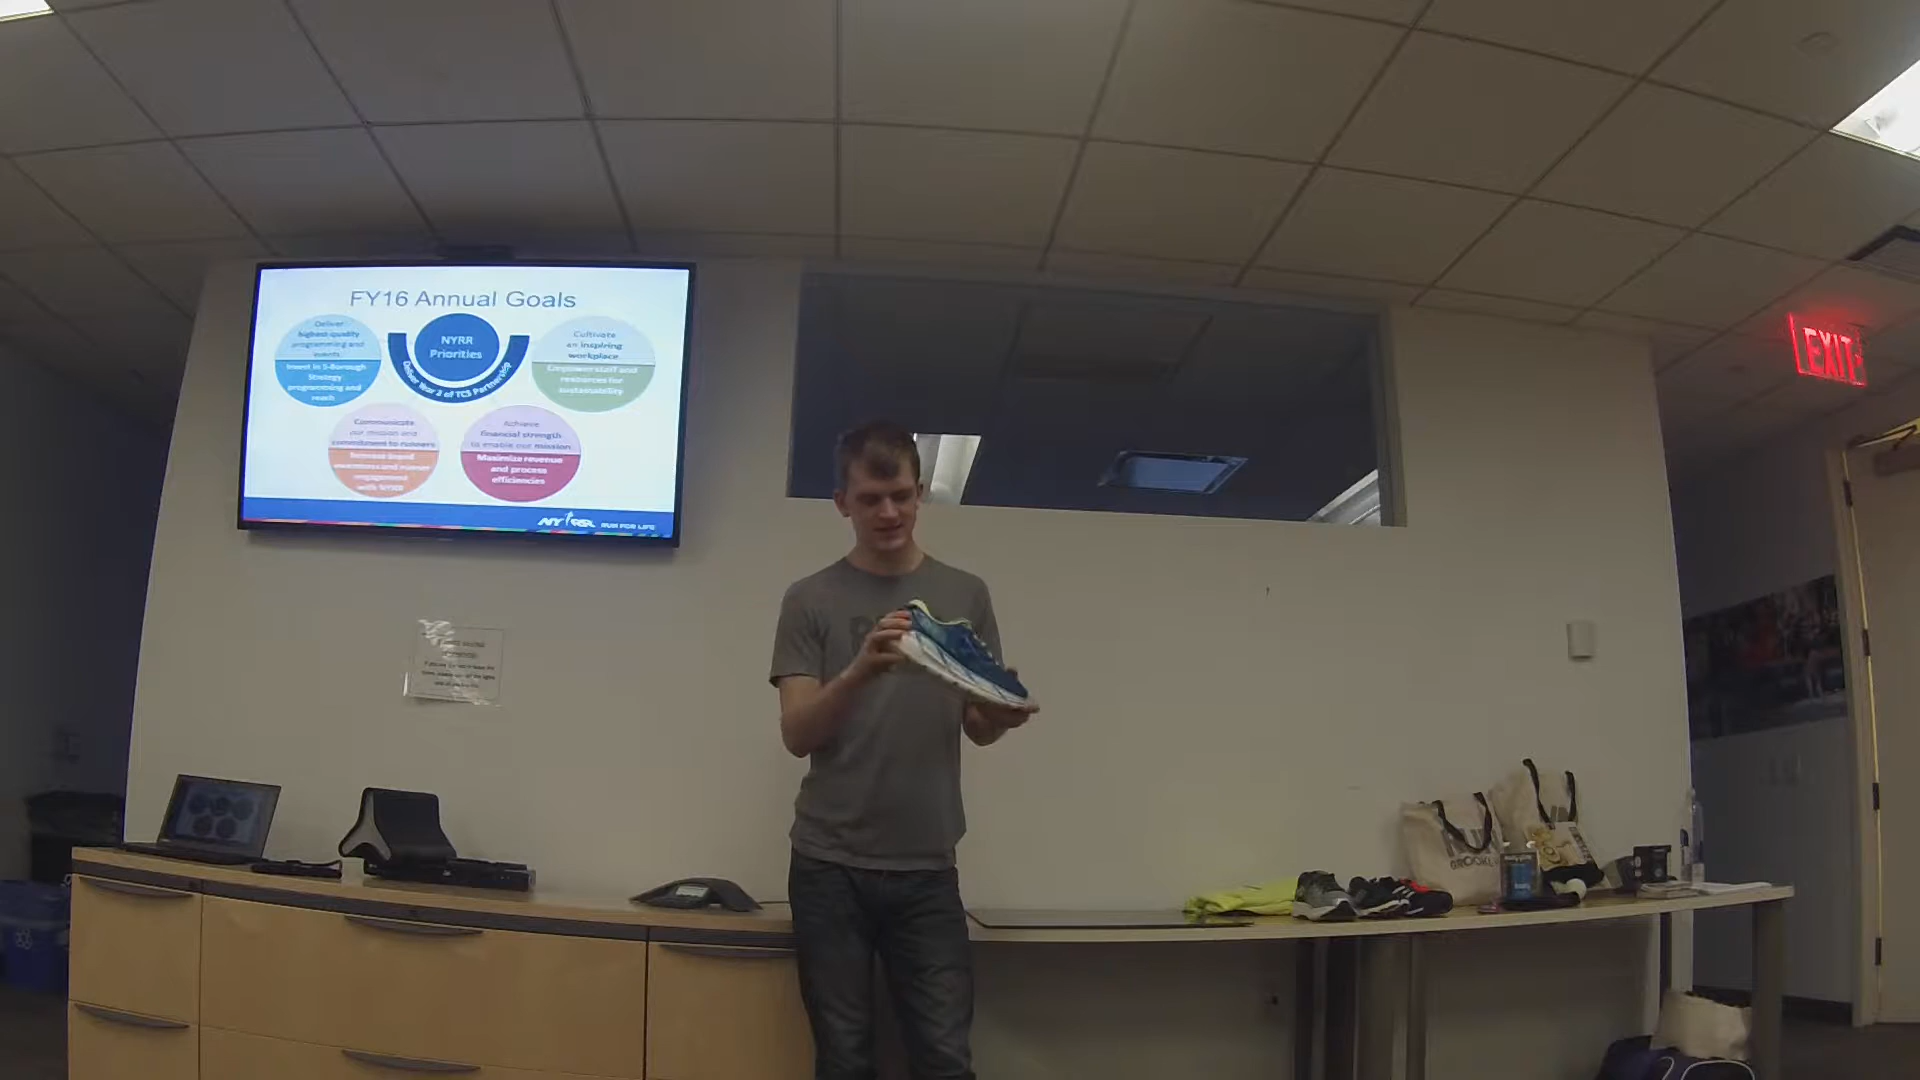 FY16 Annual Goals
Deliver
highest quality
programming and
events
Invest in 5-Borough
Strategy
programming and
reach
NYRR
Priorities
Deliver Year 2 of TCS Partnership
Cultivate
an inspiring
workplace
Empower staff and
resources for
sustainability
Communicate
our mission and
commitment to runners
Increase brand
awareness and runner
engagement
with NYRR
Achieve
financial strength
to enable our mission
Maximize revenue
and process
efficiencies
NYRR RUN FOR LIFE
EXIT
BROOKL